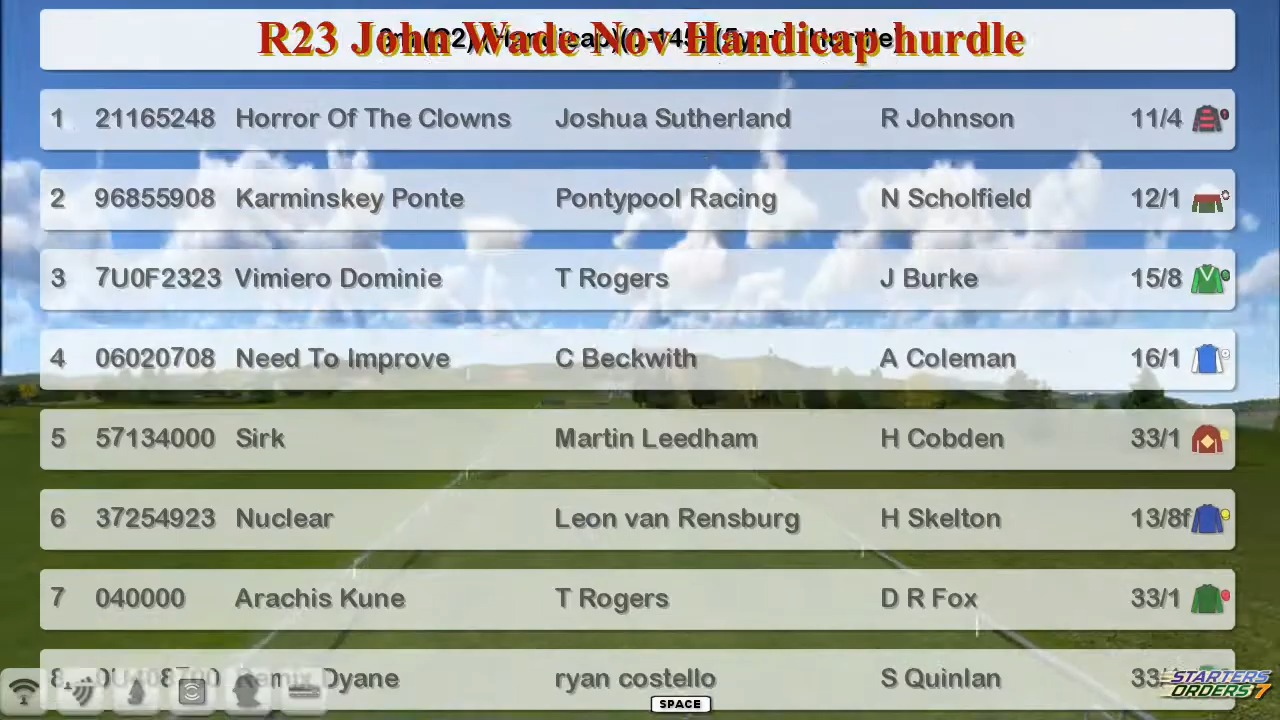 R23 John Wade Nov Handicap hurdle
1 21165248 Horror Of The Clowns Joshua Sutherland R Johnson 11/4
2 96855908 Karminskey Ponte Pontypool Racing N Scholfield 12/1
3 7U0F2323 Vimiero Dominie T Rogers J Burke 15/8
4 06020708 Need To Improve C Beckwith A Coleman 16/1
5 57134000 Sirk Martin Leedham H Cobden 33/1
6 37254923 Nuclear Leon van Rensburg H Skelton 13/8f
7 040000 Arachis Kune T Rogers D R Fox 33/1
8 Dyane ryan costello S Quinlan
SPACE
STARTERS ORDERS 7